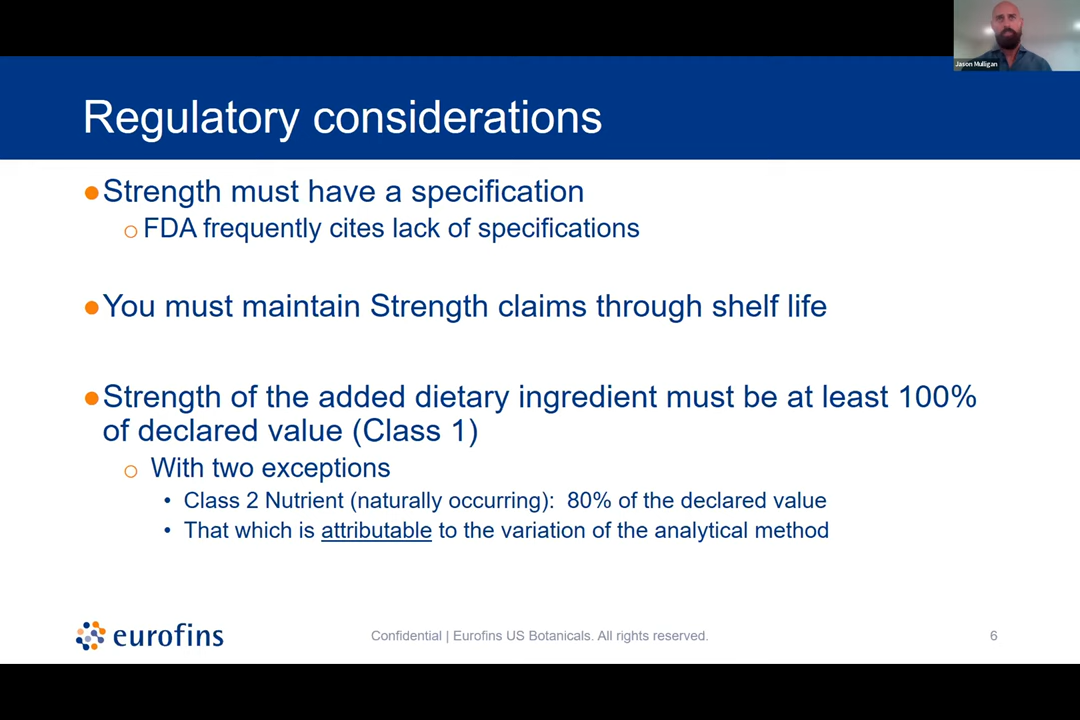 Jason Mulligan
Regulatory considerations
●Strength must have a specification
○ FDA frequently cites lack of specifications
●You must maintain Strength claims through shelf life
●Strength of the added dietary ingredient must be at least 100%
of declared value (Class 1)
○ With two exceptions
• Class 2 Nutrient (naturally occurring): 80% of the declared value
• That which is attributable to the variation of the analytical method
eurofins
Confidential | Eurofins US Botanicals. All rights reserved.
6